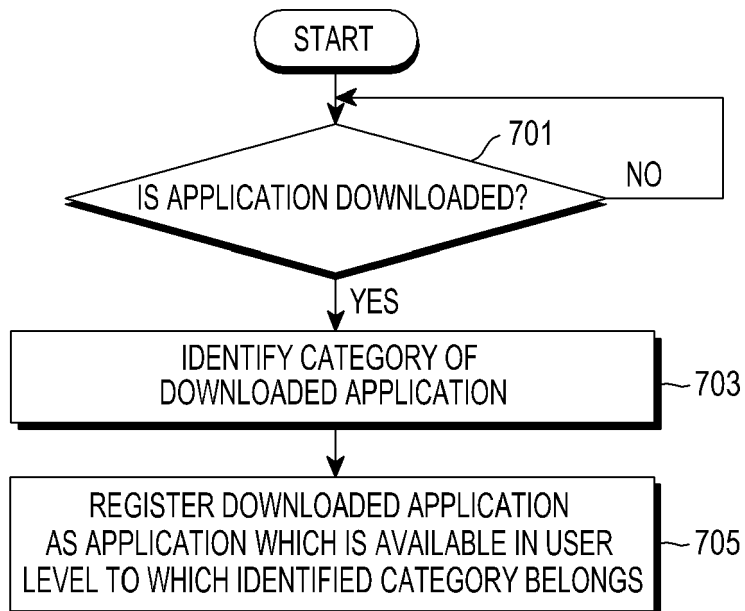 START
701
IS APPLICATION DOWNLOADED?
NO
YES
IDENTIFY CATEGORY OF
DOWNLOADED APPLICATION
703
REGISTER DOWNLOADED APPLICATION
AS APPLICATION WHICH IS AVAILABLE IN USER
LEVEL TO WHICH IDENTIFIED CATEGORY BELONGS
705